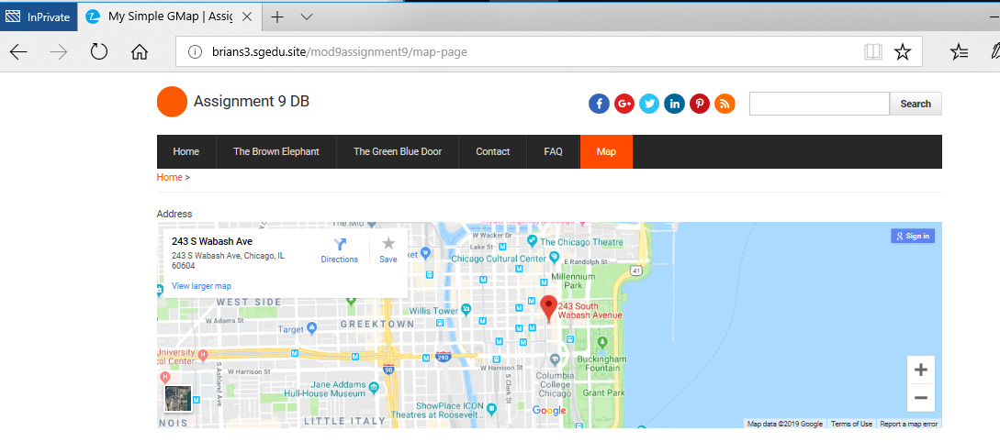 InPrivate
My Simple GMap | Assig
brians3.sgedu.site/mod9assignment9/map-page
Assignment 9 DB
Search
Home The Brown Elephant The Green Blue Door Contact FAQ Map
Home >
Address
243 S Wabash Ave
243 S Wabash Ave, Chicago, IL
60604
Directions
Save
View larger map
Sign in
The Mid
W Wacker Dr
Lake St
The Chicago Theatre
ket
Chicago Cultural Center
E Randolph St
41
Millennium
Park
WEST SIDE
Willis Tower
243 South
Wabash Avenue
W Adams St
Target
GREEKTOWN
University
cal Center
290
90
W Harrison St
W Harrison St
S Ashland Ave
Buckingham
Fountain
Columbia
College
Chicago
Grant Park
Jane Addams
Hull-House Museum
S Clark St
ShowPlace ICON
Theatres at Roosevelt...
Google
NOIS
LITTLE ITALY
Map data ©2019 Google Terms of Use Report a map error